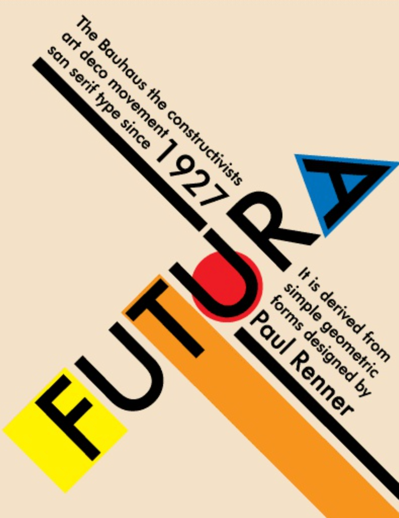 The Bauhaus the constructivists
art deco movement
san serif type since
1927
FUTURA
It is derived from
simple geometric
forms designed by
Paul Renner